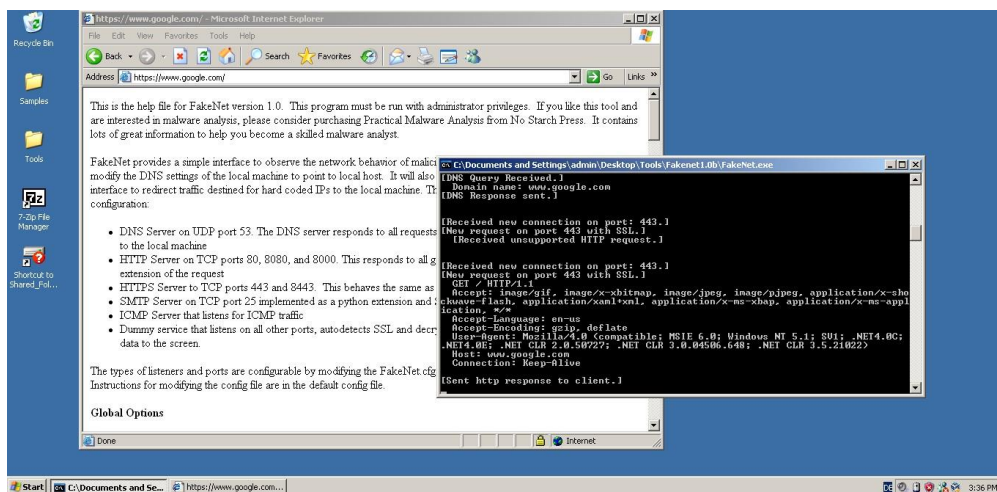 Recycle Bin
Samples
Tools
7-Zip File
Manager
Shortcut to
Shared_Fol...
https://www.google.com/ - Microsoft Internet Explorer
File Edit View Favorites Tools Help
Back Search Favorites
Address https://www.google.com/ Go Links »
This is the help file for FakeNet version 1.0. This program must be run with administrator privileges. If you like this tool and
are interested in malware analysis, please consider purchasing Practical Malware Analysis from No Starch Press. It contains
lots of great information to help you become a skilled malware analyst.
FakeNet provides a simple interface to observe the network behavior of malici
modify the DNS settings of the local machine to point to local host. It will also
interface to redirect traffic destined for hard coded IPs to the local machine. Th
configuration:
• DNS Server on UDP port 53. The DNS server responds to all requests
to the local machine
• HTTP Server on TCP ports 80, 8080, and 8000. This responds to all g
extension of the request
• HTTPS Server to TCP ports 443 and 8443. This behaves the same as
• SMTP Server on TCP port 25 implemented as a python extension and
• ICMP Server that listens for ICMP traffic
• Dummy service that listens on all other ports, autodetects SSL and decr
data to the screen.
The types of listeners and ports are configurable by modifying the FakeNet.cfg
Instructions for modifying the config file are in the default config file.
Global Options
Done Internet
C:\Documents and Settings\admin\Desktop\Tools\Fakenet1.0b\FakeNet.exe
[DNS Query Received.]
Domain name: www.google.com
[DNS Response sent.]
[Received new connection on port: 443.]
[New request on port 443 with SSL.]
[Received unsupported HTTP request.]
[Received new connection on port: 443.]
[New request on port 443 with SSL.]
GET / HTTP/1.1
Accept: image/gif, image/x-xbitmap, image/jpeg, image/pjpeg, application/x-sho
ckwave-flash, application/xaml+xml, application/x-ms-xbap, application/x-ms-appl
ication, */*
Accept-Language: en-us
Accept-Encoding: gzip, deflate
User-Agent: Mozilla/4.0 (compatible; MSIE 6.0; Windows NT 5.1; SV1; .NET4.0C;
.NET4.0E; .NET CLR 2.0.50727; .NET CLR 3.0.04506.648; .NET CLR 3.5.21022)
Host: www.google.com
Connection: Keep-Alive
[Sent http response to client.]
Start C:\Documents and Se... https://www.google.com... DE 3:36 PM